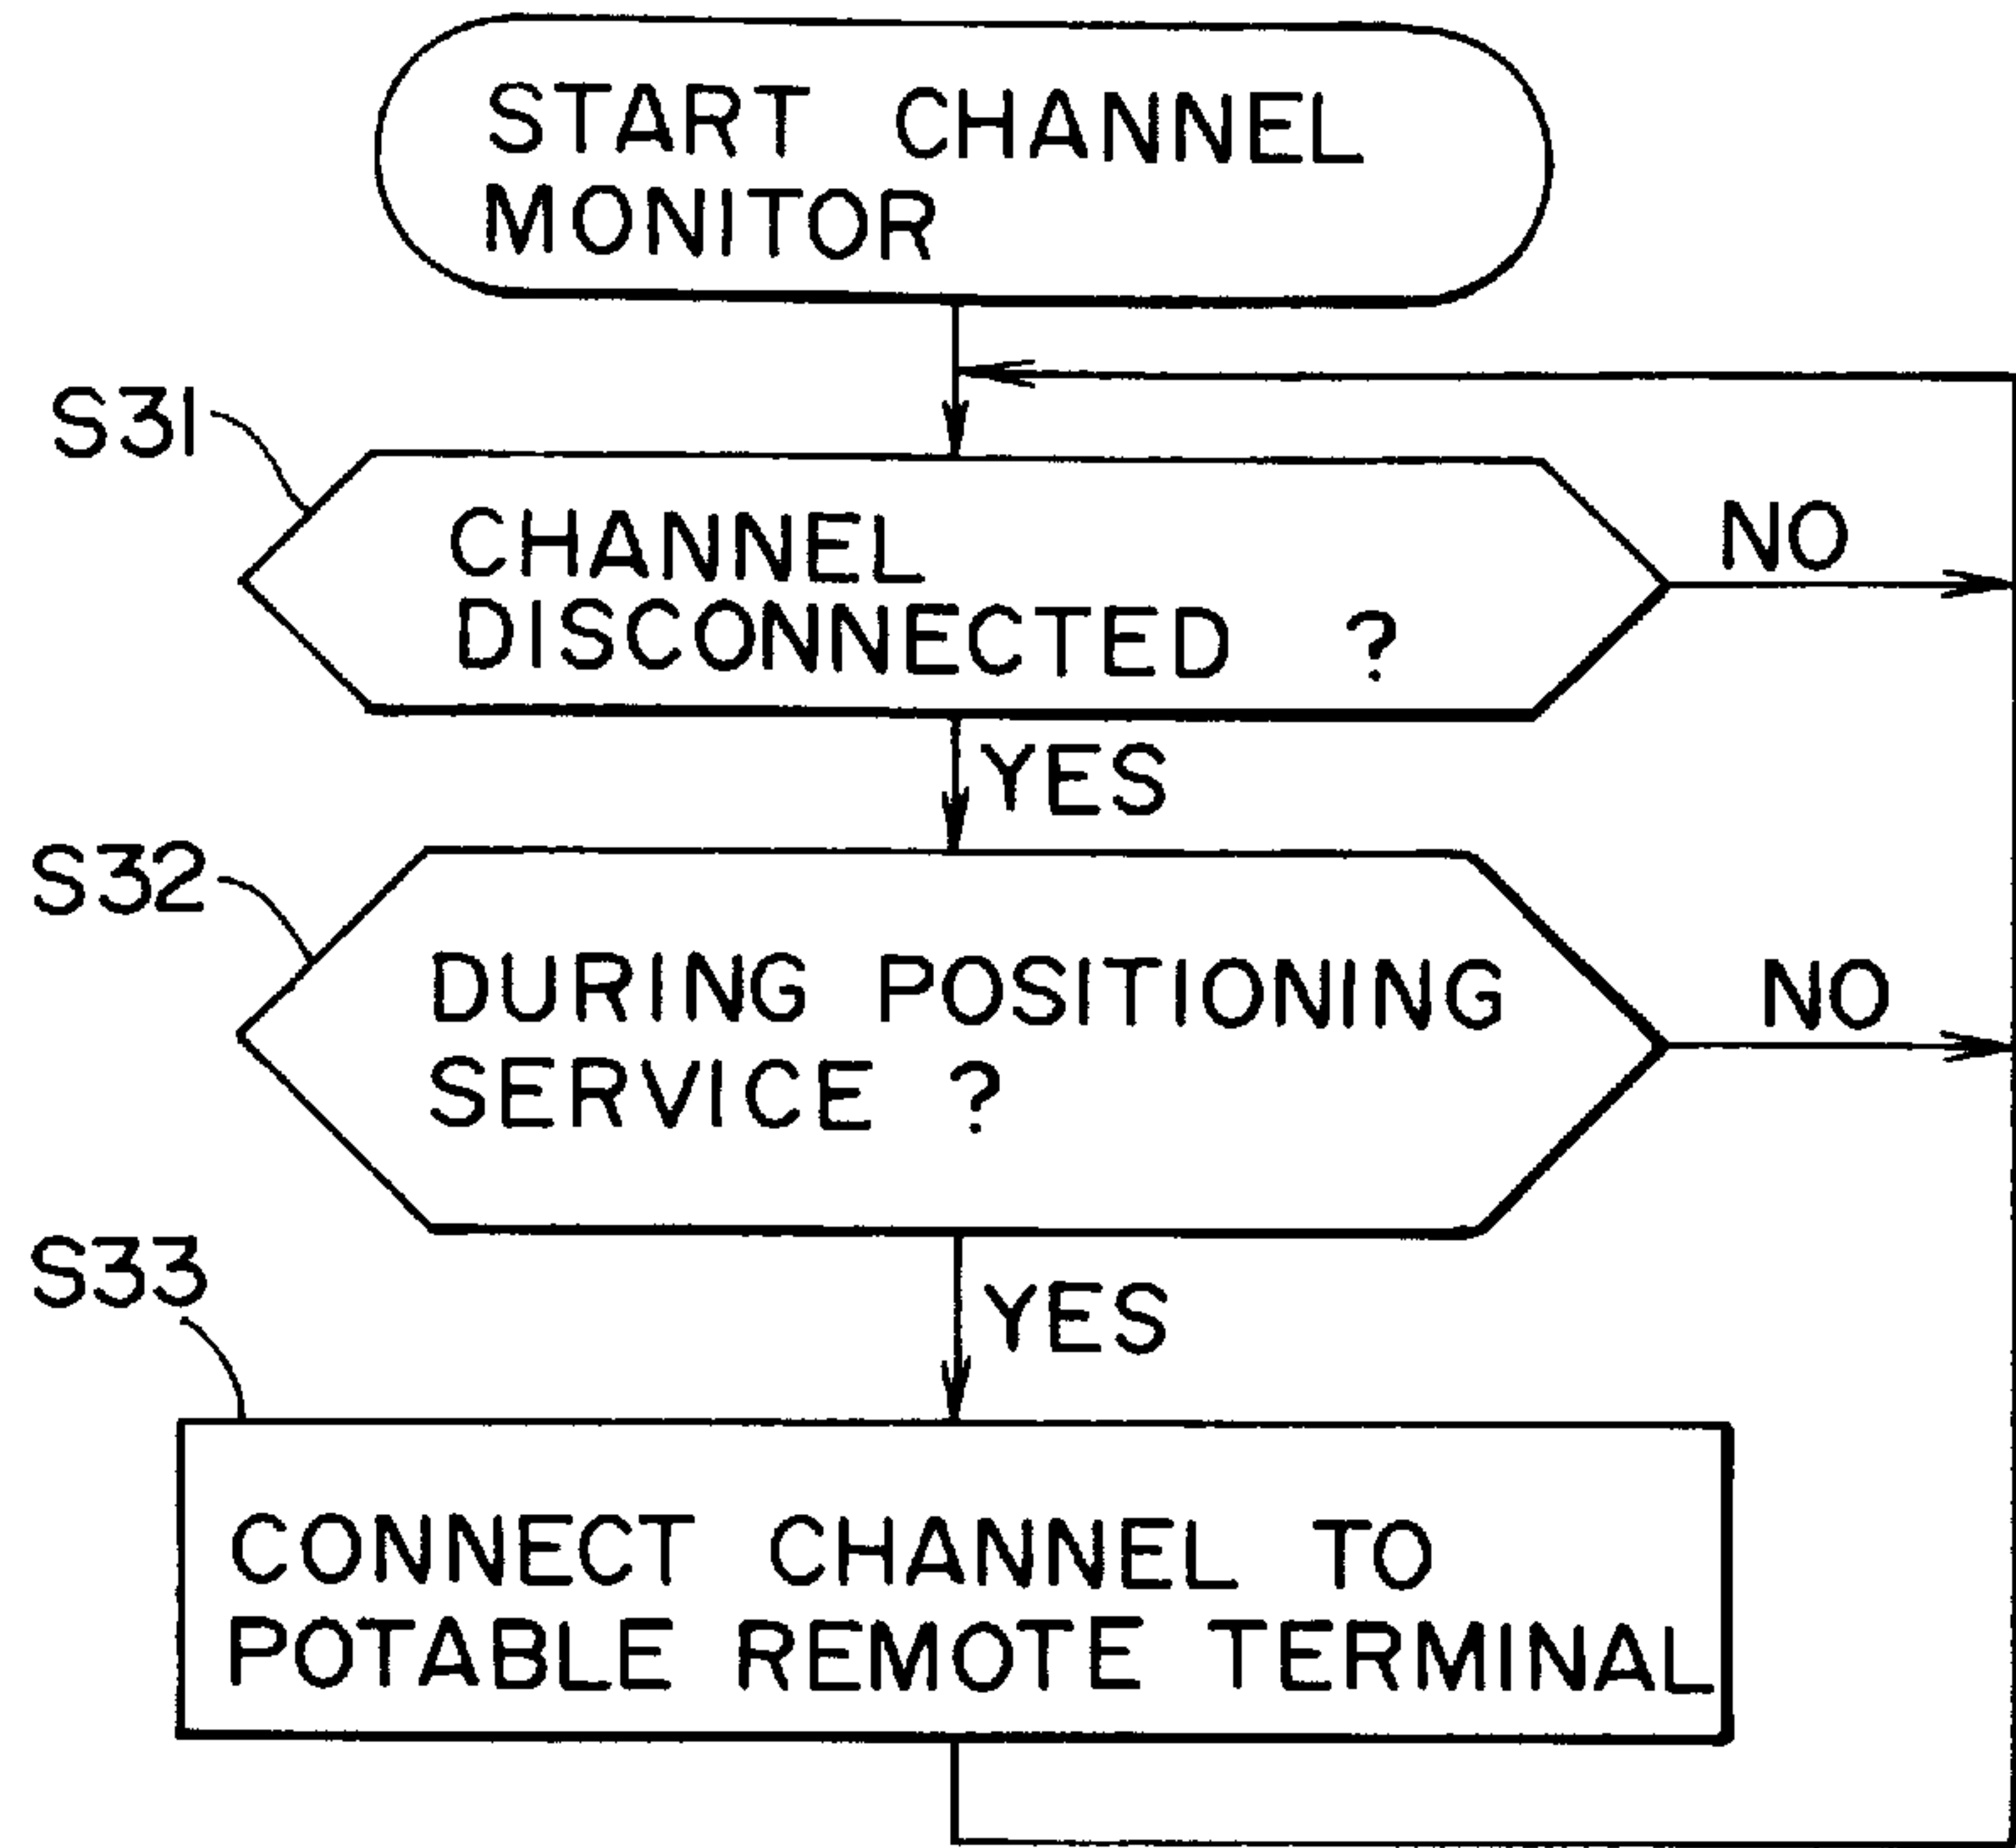 START CHANNEL
MONITOR
S31
CHANNEL
DISCONNECTED ?
NO
YES
S32
DURING POSITIONING
SERVICE ?
NO
YES
S33
CONNECT CHANNEL TO
POTABLE REMOTE TERMINAL